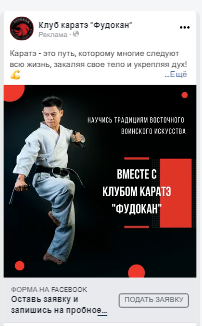 Клуб каратэ "Фудокан"
Реклама ·
Каратэ - это путь, которому многие следуют
всю жизнь, закаляя свое тело и укрепляя дух!
...Ещё
НАУЧИСЬ ТРАДИЦИЯМ ВОСТОЧНОГО
ВОИНСКОГО ИСКУССТВА
ВМЕСТЕ С
КЛУБОМ КАРАТЭ
"ФУДОКАН"
ФОРМА НА FACEBOOK
Оставь заявку и
запишись на пробное...
ПОДАТЬ ЗАЯВКУ